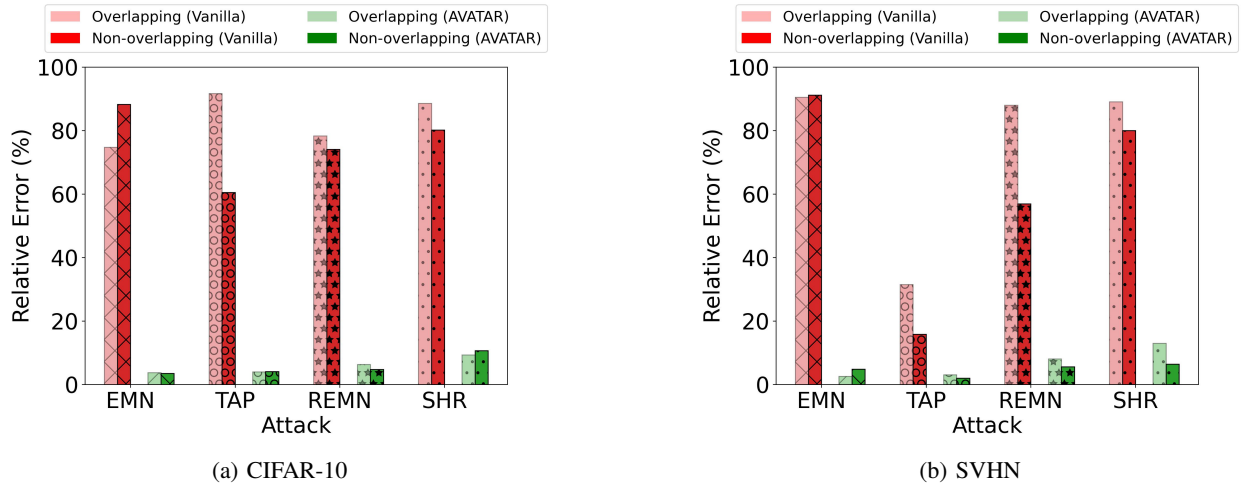 Overlapping (Vanilla)
Non-overlapping (Vanilla)
Overlapping (AVATAR)
Non-overlapping (AVATAR)
100
80
60
40
20
0
Relative Error (%)
EMN TAP REMN SHR
Attack
(a) CIFAR-10
Overlapping (Vanilla)
Non-overlapping (Vanilla)
Overlapping (AVATAR)
Non-overlapping (AVATAR)
100
80
60
40
20
0
Relative Error (%)
EMN TAP REMN SHR
Attack
(b) SVHN